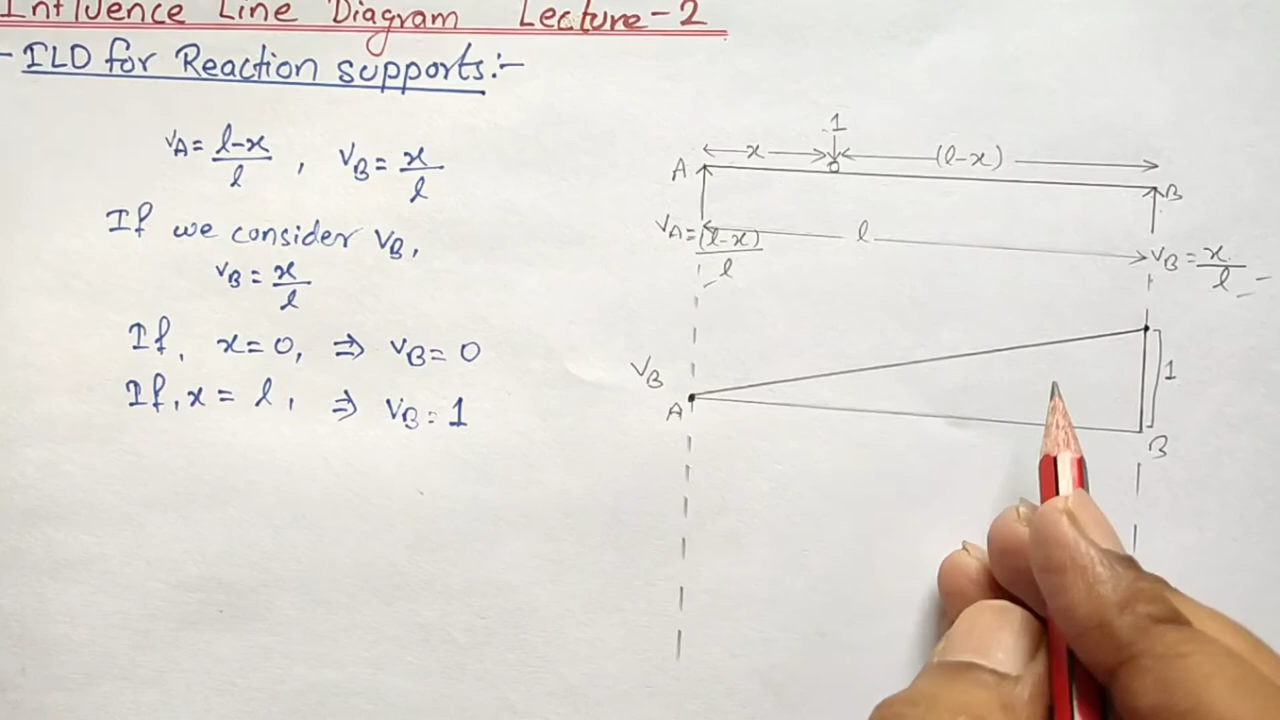 Influence Line Diagram Lecture-2
- ILD for Reaction supports:-
VA = (l-x)/l , VB = x/l
If we consider VB,
VB = x/l
If, x=0, ⇒ VB = 0
If, x = l, ⇒ VB = 1
1
x (l-x)
A B
VA = (l-x)/l l VB = x/l
VB
1
A
B